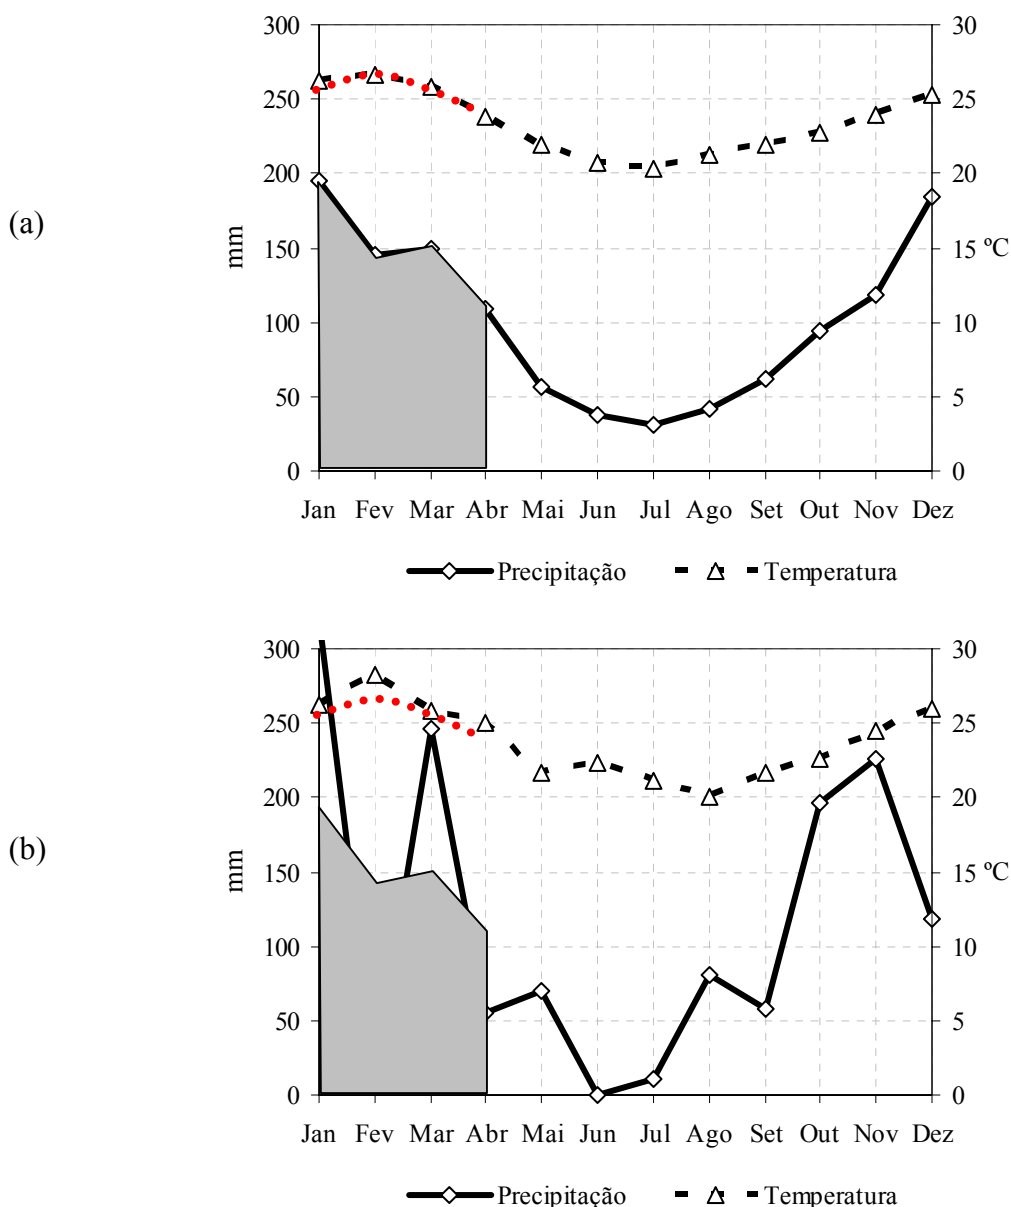 (a)
300 30
250 25
200 20
150 15
mm ºC
100 10
50 5
0 0
Jan Fev Mar Abr Mai Jun Jul Ago Set Out Nov Dez
Precipitação Temperatura
(b)
300 30
250 25
200 20
150 15
mm ºC
100 10
50 5
0 0
Jan Fev Mar Abr Mai Jun Jul Ago Set Out Nov Dez
Precipitação Temperatura